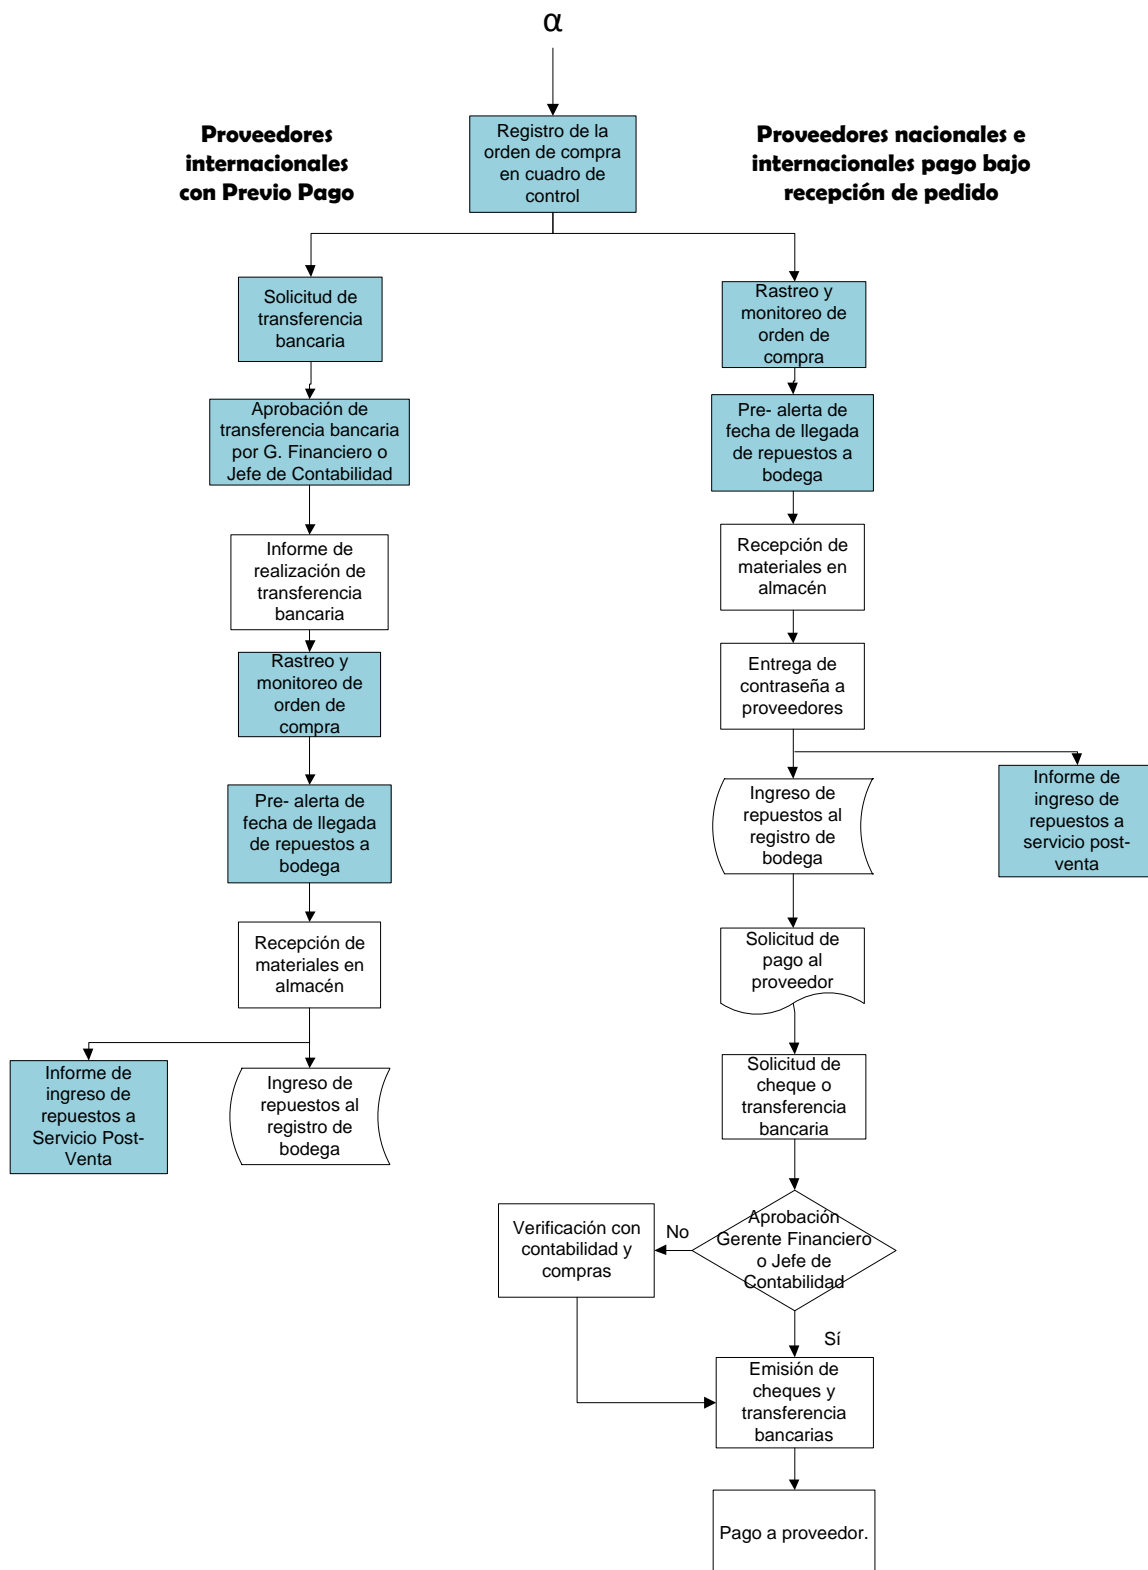 α
Proveedores
internacionales
con Previo Pago
Registro de la
orden de compra
en cuadro de
control
Proveedores nacionales e
internacionales pago bajo
recepción de pedido
Solicitud de
transferencia
bancaria
Aprobación de
transferencia bancaria
por G. Financiero o
Jefe de Contabilidad
Informe de
realización de
transferencia
bancaria
Rastreo y
monitoreo de
orden de
compra
Pre- alerta de
fecha de llegada
de repuestos a
bodega
Recepción de
materiales en
almacén
Informe de
ingreso de
repuestos a
Servicio Post-
Venta
Ingreso de
repuestos al
registro de
bodega
Rastreo y
monitoreo de
orden de
compra
Pre- alerta de
fecha de llegada
de repuestos a
bodega
Recepción de
materiales en
almacén
Entrega de
contraseña a
proveedores
Ingreso de
repuestos al
registro de
bodega
Informe de
ingreso de
repuestos a
servicio post-
venta
Solicitud de
pago al
proveedor
Solicitud de
cheque o
transferencia
bancaria
Aprobación
Gerente Financiero
o Jefe de
Contabilidad
No
Verificación con
contabilidad y
compras
Sí
Emisión de
cheques y
transferencia
bancarias
Pago a proveedor.